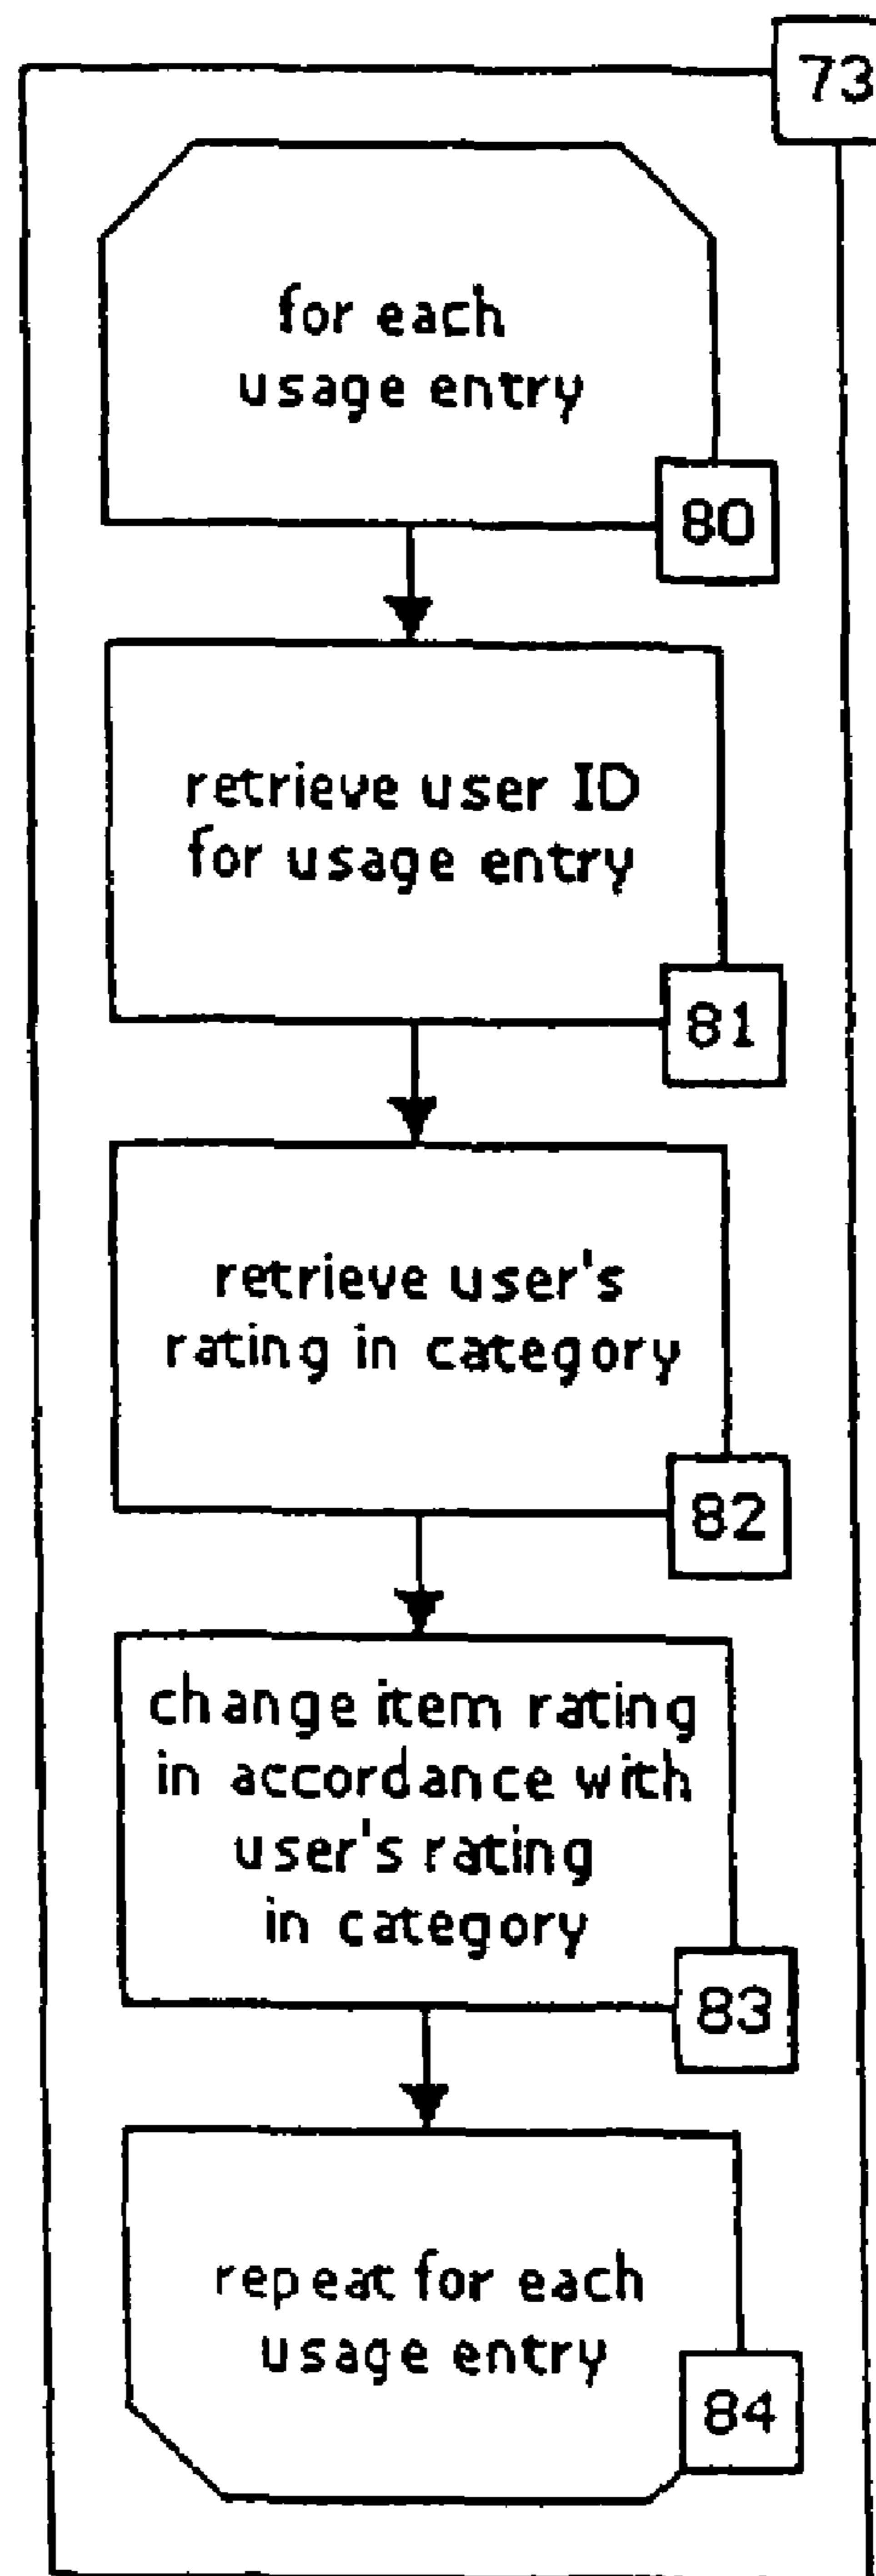 73
for each
usage entry
80
retrieve user ID
for usage entry
81
retrieve user's
rating in category
82
change item rating
in accordance with
user's rating
in category
83
repeat for each
usage entry
84